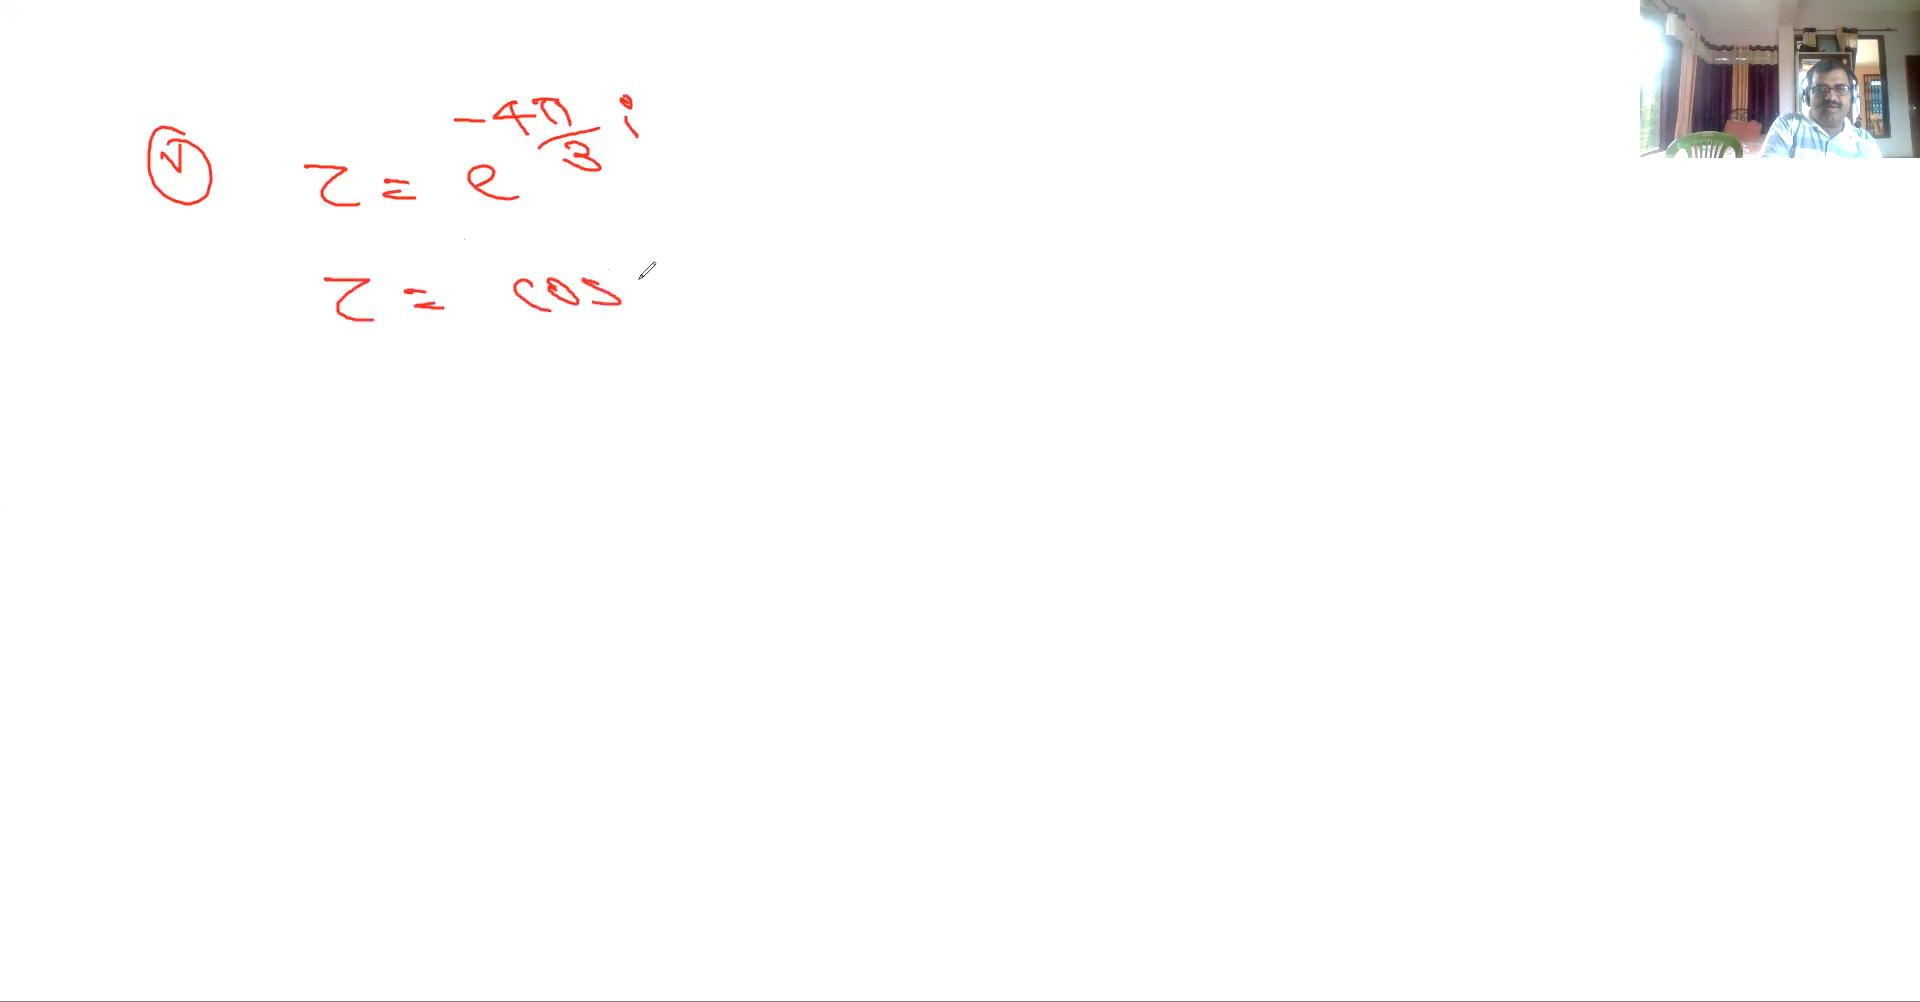 (v) z = e^{-4π/3 i}
z = cos